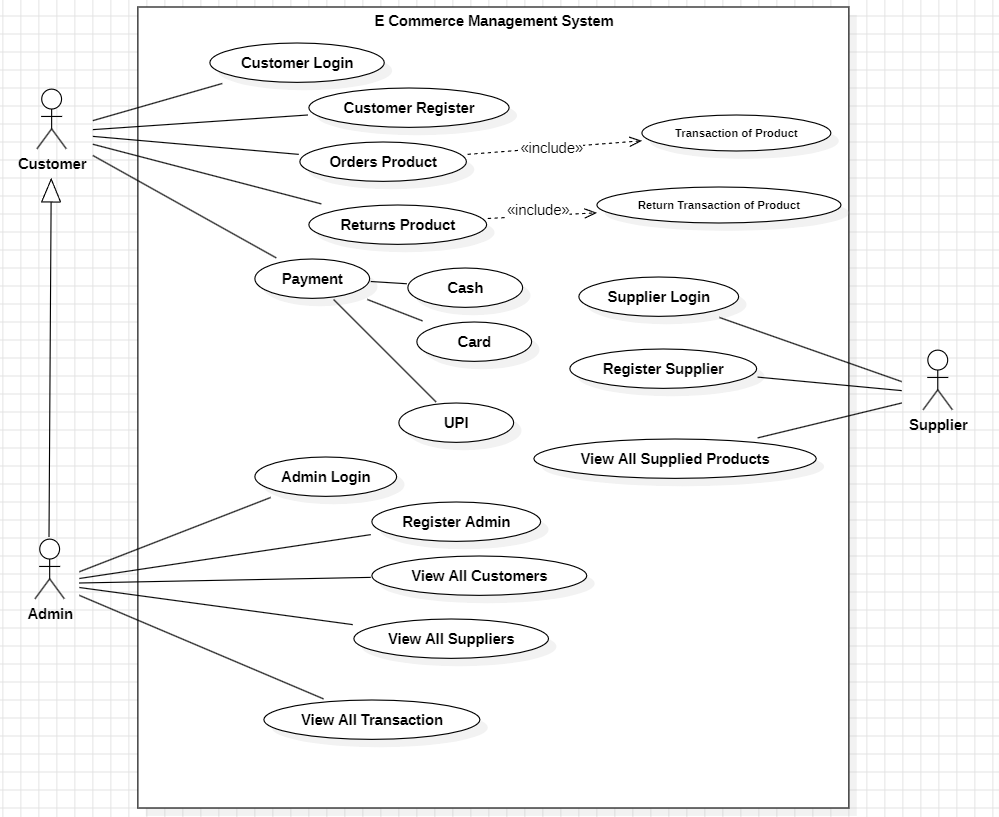 E Commerce Management System
Customer Login
Customer Register
Transaction of Product
Orders Product
«include»
Customer
Return Transaction of Product
«include»
Returns Product
Payment
Cash
Supplier Login
Card
Register Supplier
UPI
Supplier
View All Supplied Products
Admin Login
Register Admin
View All Customers
Admin
View All Suppliers
View All Transaction